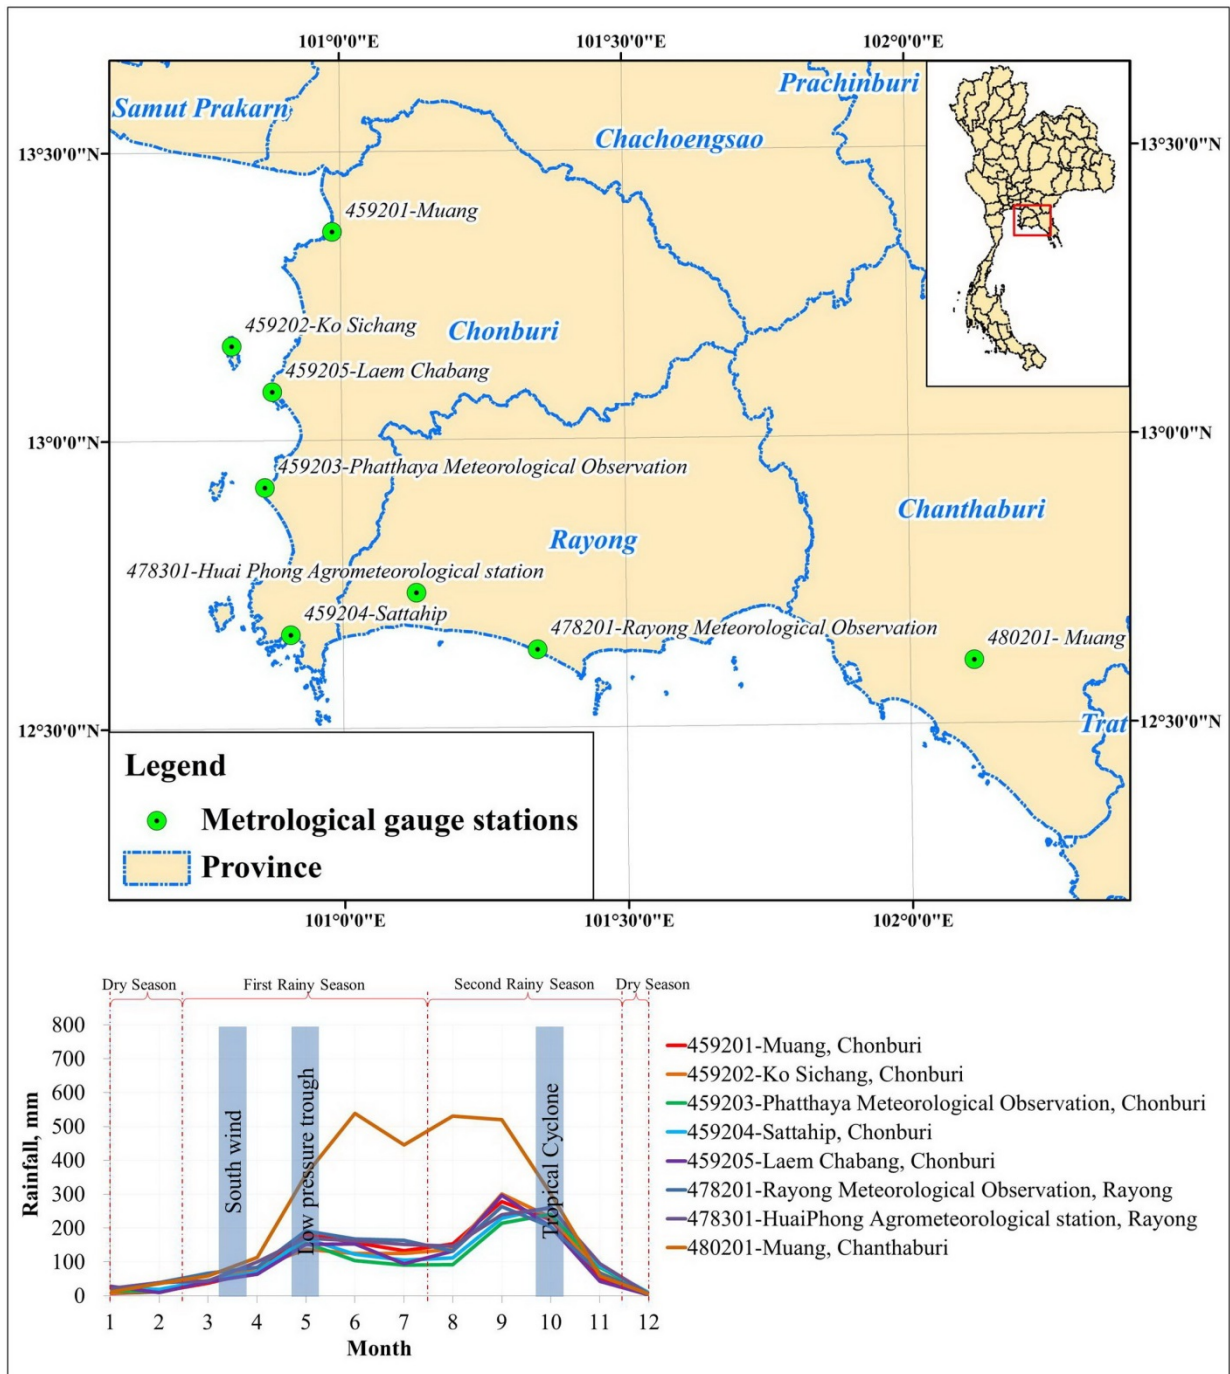 101°0'0"E 101°30'0"E 102°0'0"E
Samut Prakarn
Prachinburi
Chachoengsao
13°30'0"N 13°30'0"N
459201-Muang
459202-Ko Sichang
Chonburi
459205-Laem Chabang
13°0'0"N 13°0'0"N
459203-Phatthaya Meteorological Observation
Chanthaburi
Rayong
478301-Huai Phong Agrometeorological station
459204-Sattahip
478201-Rayong Meteorological Observation
480201- Muang
Trat
12°30'0"N 12°30'0"N
Legend
Metrological gauge stations
Province
101°0'0"E 101°30'0"E 102°0'0"E
Dry Season First Rainy Season Second Rainy Season Dry Season
800
700
600
500
400
300
200
100
0
Rainfall, mm
South wind
Low pressure trough
Tropical Cyclone
1 2 3 4 5 6 7 8 9 10 11 12
Month
459201-Muang, Chonburi
459202-Ko Sichang, Chonburi
459203-Phatthaya Meteorological Observation, Chonburi
459204-Sattahip, Chonburi
459205-Laem Chabang, Chonburi
478201-Rayong Meteorological Observation, Rayong
478301-HuaiPhong Agrometeorological station, Rayong
480201-Muang, Chanthaburi